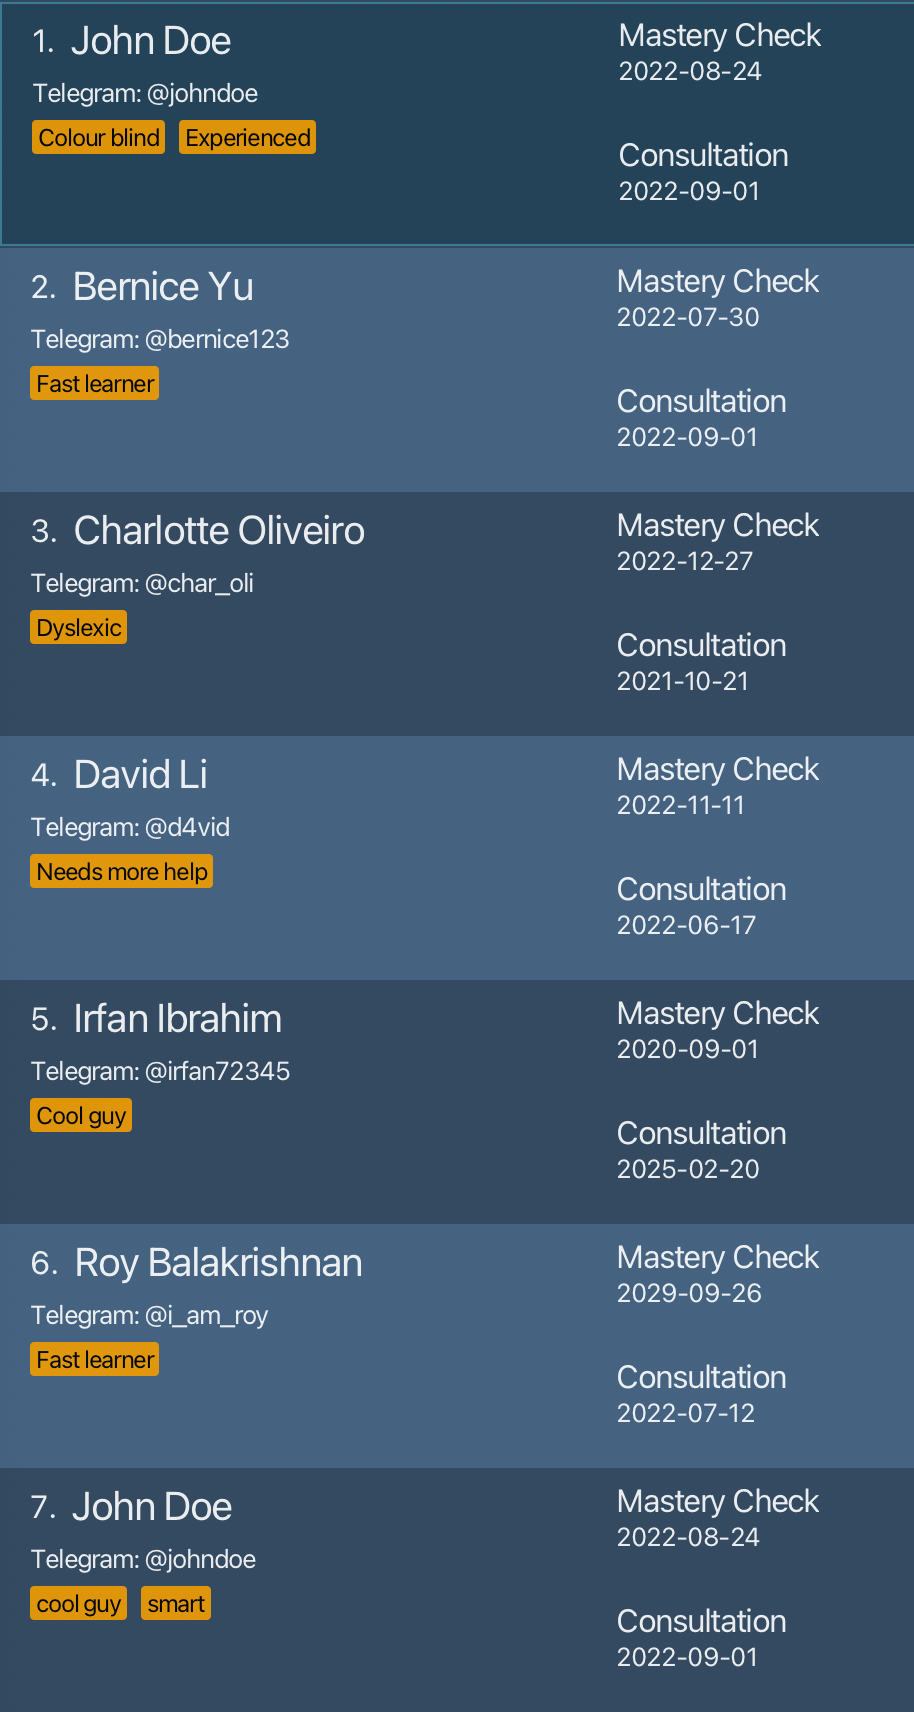 1. John Doe
Telegram: @johndoe
Colour blind Experienced
Mastery Check
2022-08-24
Consultation
2022-09-01
2. Bernice Yu
Telegram: @bernice123
Fast learner
Mastery Check
2022-07-30
Consultation
2022-09-01
3. Charlotte Oliveiro
Telegram: @char_oli
Dyslexic
Mastery Check
2022-12-27
Consultation
2021-10-21
4. David Li
Telegram: @d4vid
Needs more help
Mastery Check
2022-11-11
Consultation
2022-06-17
5. Irfan Ibrahim
Telegram: @irfan72345
Cool guy
Mastery Check
2020-09-01
Consultation
2025-02-20
6. Roy Balakrishnan
Telegram: @i_am_roy
Fast learner
Mastery Check
2029-09-26
Consultation
2022-07-12
7. John Doe
Telegram: @johndoe
cool guy smart
Mastery Check
2022-08-24
Consultation
2022-09-01